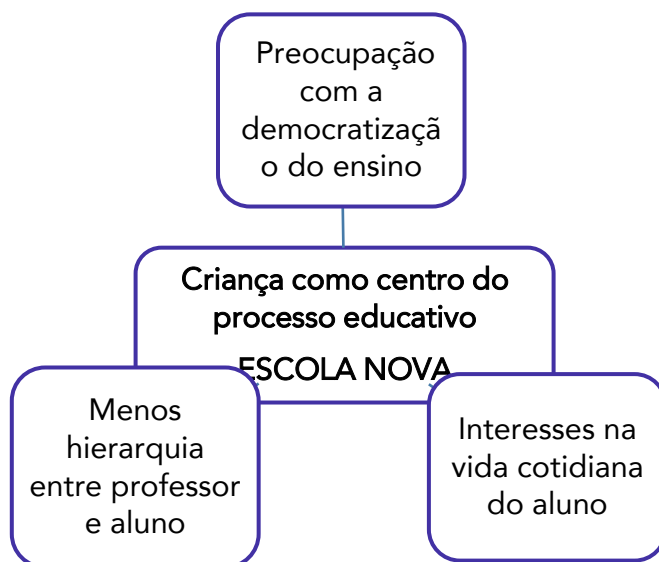 Preocupação
com a
democratizaçã
o do ensino
Criança como centro do
processo educativo
ESCOLA NOVA
Menos
hierarquia
entre professor
e aluno
Interesses na
vida cotidiana
do aluno